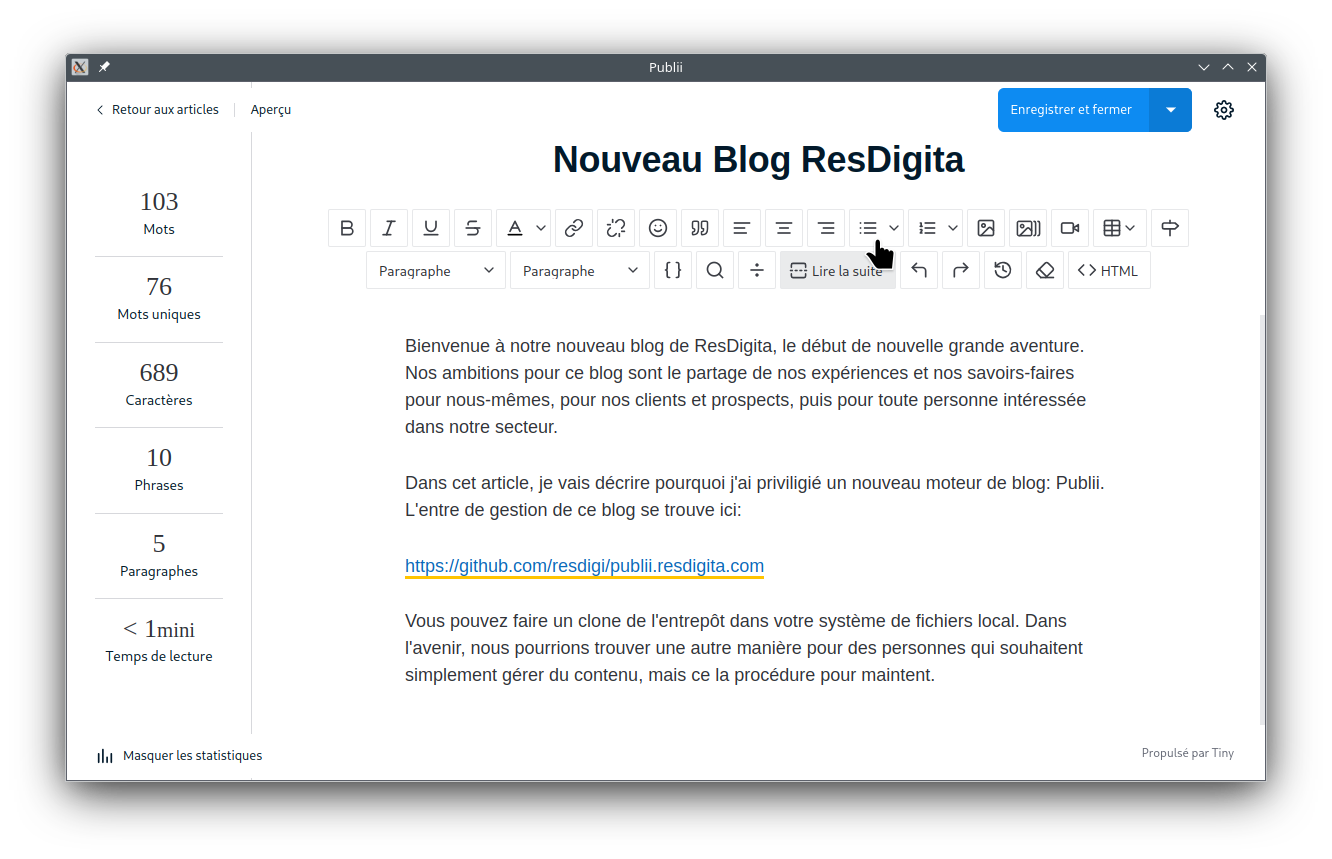 Publii
Retour aux articles
Aperçu
Enregistrer et fermer
Nouveau Blog ResDigita
Paragraphe
Paragraphe
Lire la suite
HTML
103
Mots
76
Mots uniques
689
Caractères
10
Phrases
5
Paragraphes
< 1mini
Temps de lecture
Bienvenue à notre nouveau blog de ResDigita, le début de nouvelle grande aventure.
Nos ambitions pour ce blog sont le partage de nos expériences et nos savoirs-faires
pour nous-mêmes, pour nos clients et prospects, puis pour toute personne intéressée
dans notre secteur.
Dans cet article, je vais décrire pourquoi j'ai priviligié un nouveau moteur de blog: Publii.
L'entre de gestion de ce blog se trouve ici:
https://github.com/resdigi/publii.resdigita.com
Vous pouvez faire un clone de l'entrepôt dans votre système de fichiers local. Dans
l'avenir, nous pourrions trouver une autre manière pour des personnes qui souhaitent
simplement gérer du contenu, mais ce la procédure pour maintent.
Masquer les statistiques
Propulsé par Tiny